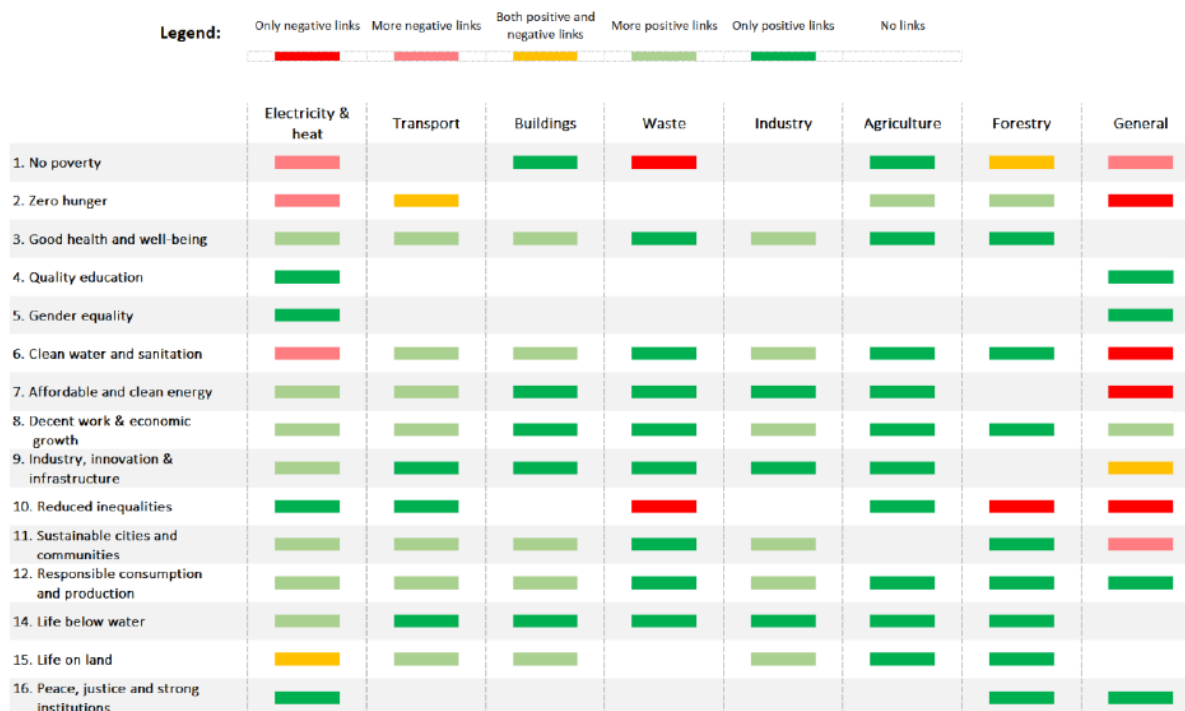 Legend:
Only negative links
More negative links
Both positive and
negative links
More positive links
Only positive links
No links
Electricity &
heat
Transport
Buildings
Waste
Industry
Agriculture
Forestry
General
1. No poverty
2. Zero hunger
3. Good health and well-being
4. Quality education
5. Gender equality
6. Clean water and sanitation
7. Affordable and clean energy
8. Decent work & economic
growth
9. Industry, innovation &
infrastructure
10. Reduced inequalities
11. Sustainable cities and
communities
12. Responsible consumption
and production
14. Life below water
15. Life on land
16. Peace, justice and strong
institutions